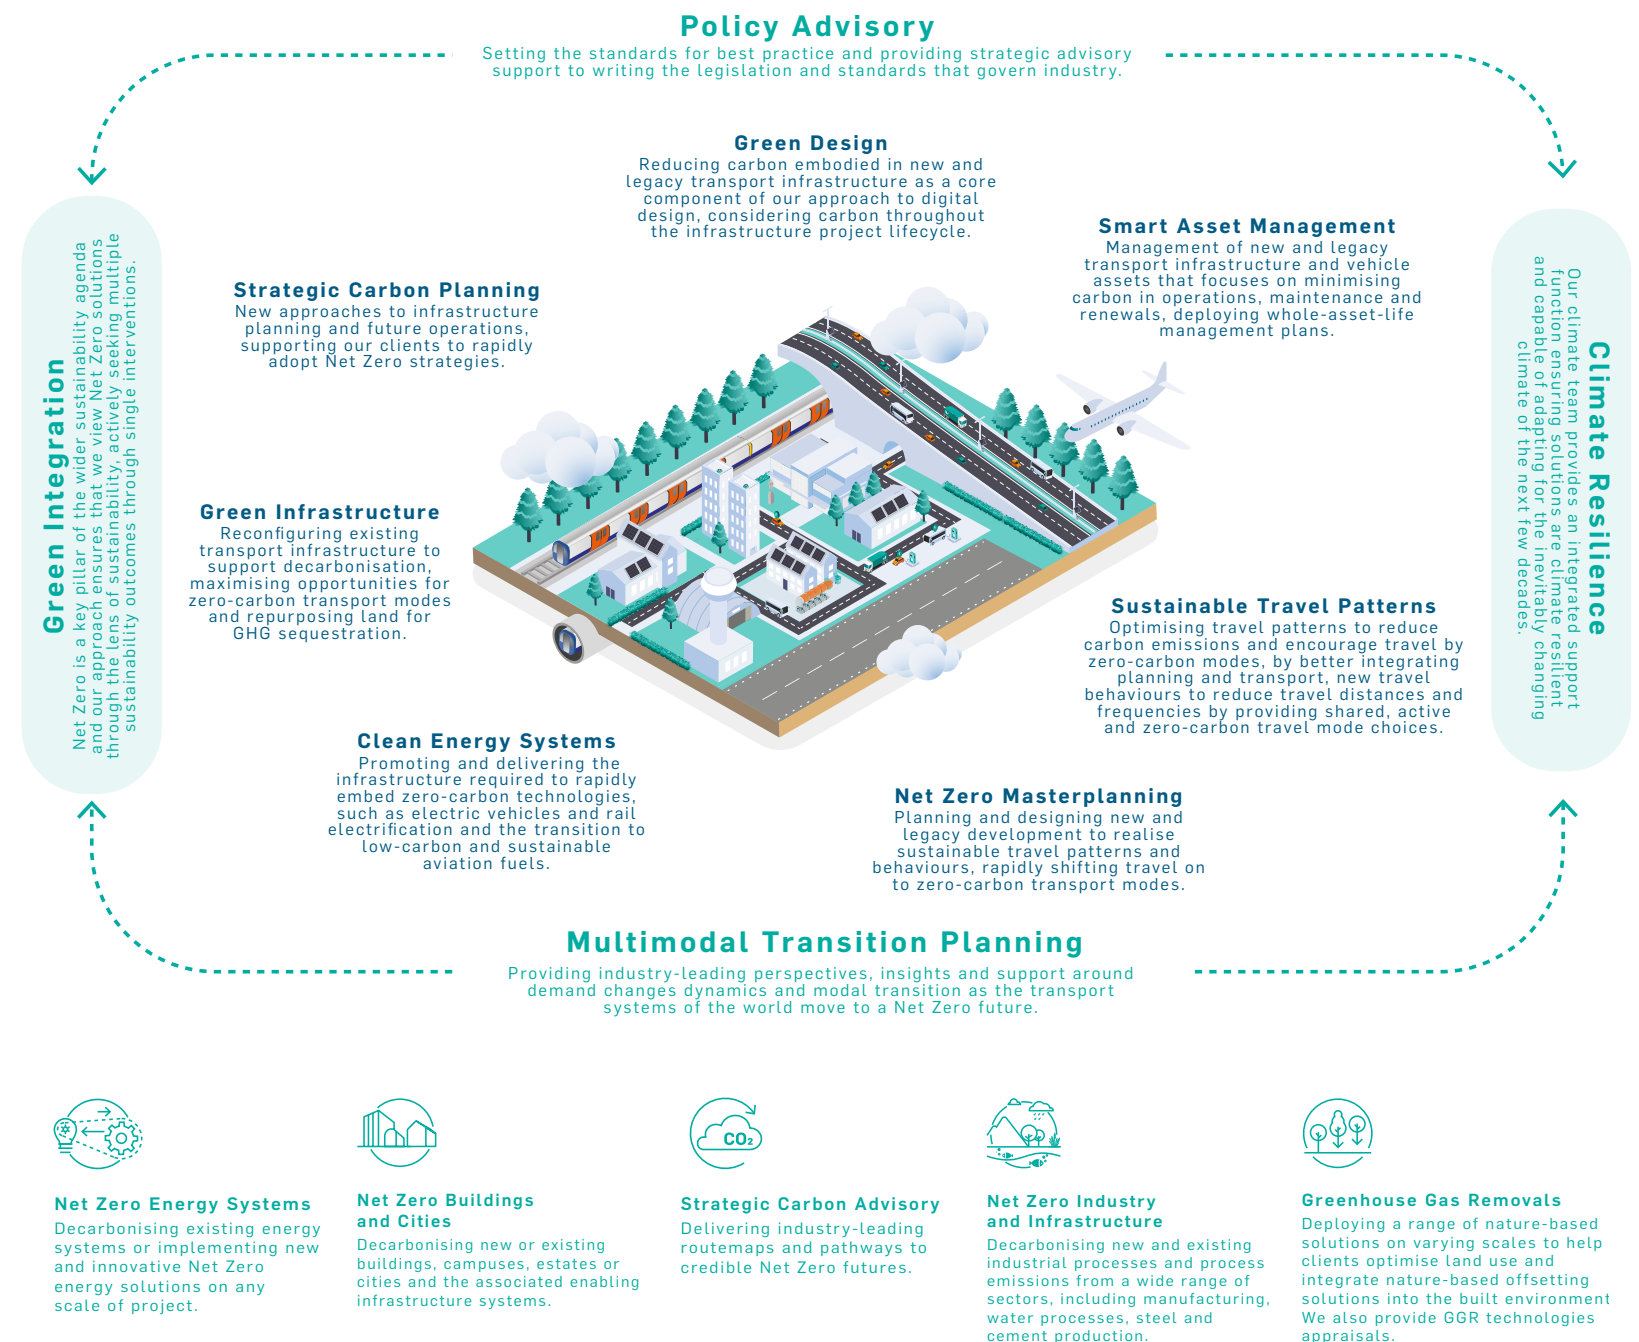 Policy Advisory
Setting the standards for best practice and providing strategic advisory
support to writing the legislation and standards that govern industry.
Green Design
Reducing carbon embodied in new and
legacy transport infrastructure as a core
component of our approach to digital
design, considering carbon throughout
the infrastructure project lifecycle.
Smart Asset Management
Management of new and legacy
transport infrastructure and vehicle
assets that focuses on minimising
carbon in operations, maintenance and
renewals, deploying whole-asset-life
management plans.
Strategic Carbon Planning
New approaches to infrastructure
planning and future operations,
supporting our clients to rapidly
adopt Net Zero strategies.
Green Integration
Net Zero is a key pillar of the wider sustainability agenda
and our approach ensures that we view Net Zero solutions
through the lens of sustainability, actively seeking multiple
sustainability outcomes through single interventions.
Climate Resilience
Our climate team provides an integrated support
function ensuring solutions are climate resilient
and capable of adapting for the inevitably changing
climate of the next few decades.
Green Infrastructure
Reconfiguring existing
transport infrastructure to
support decarbonisation,
maximising opportunities for
zero-carbon transport modes
and repurposing land for
GHG sequestration.
Sustainable Travel Patterns
Optimising travel patterns to reduce
carbon emissions and encourage travel by
zero-carbon modes, by better integrating
planning and transport, new travel
behaviours to reduce travel distances and
frequencies by providing shared, active
and zero-carbon travel mode choices.
Clean Energy Systems
Promoting and delivering the
infrastructure required to rapidly
embed zero-carbon technologies,
such as electric vehicles and rail
electrification and the transition to
low-carbon and sustainable
aviation fuels.
Net Zero Masterplanning
Planning and designing new and
legacy development to realise
sustainable travel patterns and
behaviours, rapidly shifting travel on
to zero-carbon transport modes.
Multimodal Transition Planning
Providing industry-leading perspectives, insights and support around
demand changes dynamics and modal transition as the transport
systems of the world move to a Net Zero future.
Net Zero Energy Systems
Decarbonising existing energy
systems or implementing new
and innovative Net Zero
energy solutions on any
scale of project.
Net Zero Buildings
and Cities
Decarbonising new or existing
buildings, campuses, estates or
cities and the associated enabling
infrastructure systems.
CO₂
Strategic Carbon Advisory
Delivering industry-leading
routemaps and pathways to
credible Net Zero futures.
Net Zero Industry
and Infrastructure
Decarbonising new and existing
industrial processes and process
emissions from a wide range of
sectors, including manufacturing,
water processes, steel and
cement production.
Greenhouse Gas Removals
Deploying a range of nature-based
solutions on varying scales to help
clients optimise land use and
integrate nature-based offsetting
solutions into the built environment
We also provide GGR technologies
appraisals.